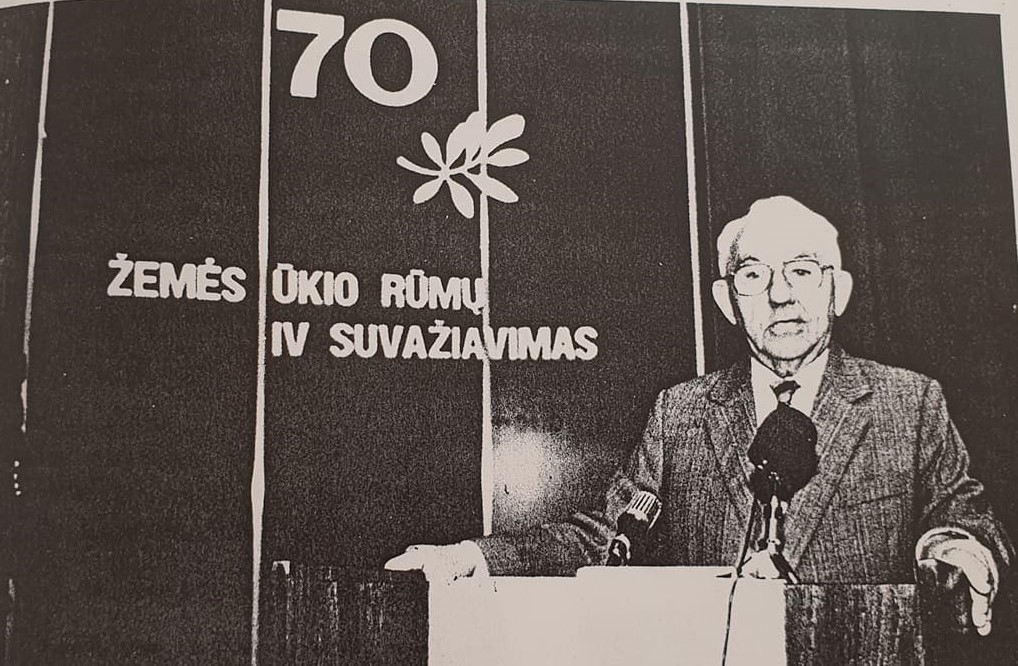 70
ŽEMĖS ŪKIO RŪMŲ
IV SUVAŽIAVIMAS